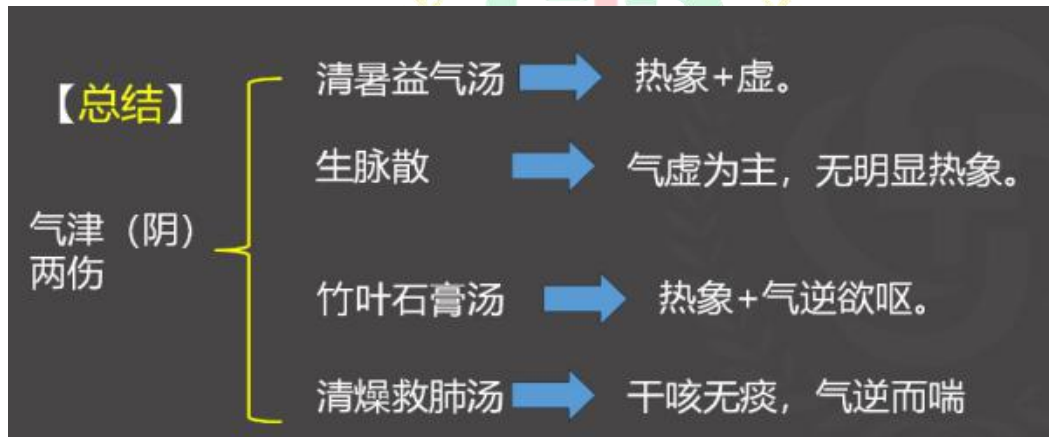 【总结】
气津（阴）
两伤
清暑益气汤 热象+虚。
生脉散 气虚为主，无明显热象。
竹叶石膏汤 热象+气逆欲呕。
清燥救肺汤 干咳无痰，气逆而喘